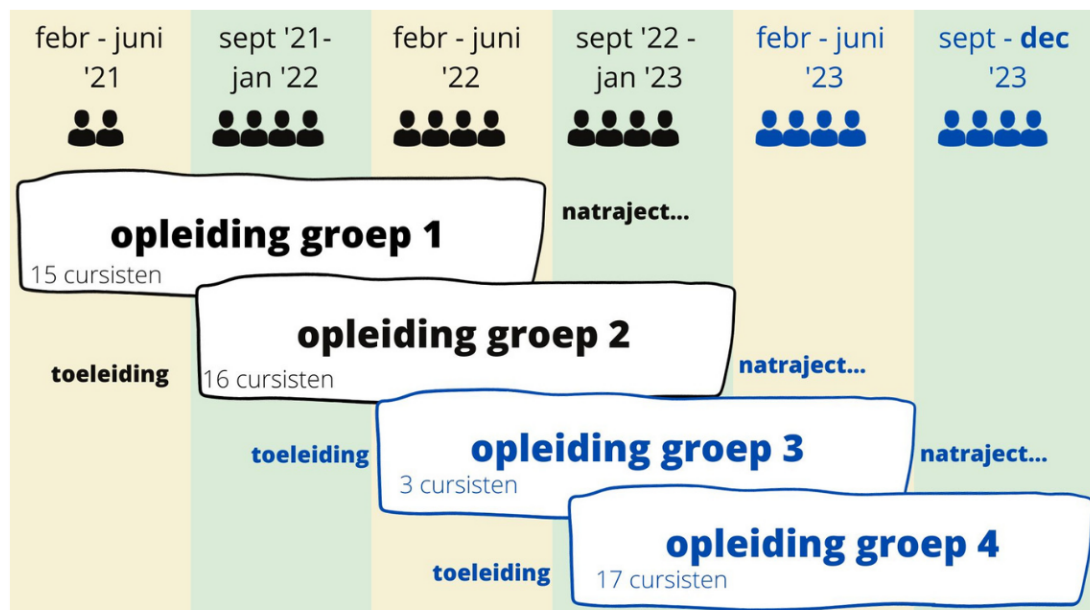 febr - juni
'21
sept '21-
jan '22
febr - juni
'22
sept '22 -
jan '23
febr - juni
'23
sept - dec
'23
opleiding groep 1
15 cursisten
natraject...
opleiding groep 2
16 cursisten
toeleiding
natraject...
opleiding groep 3
3 cursisten
toeleiding
natraject...
opleiding groep 4
17 cursisten
toeleiding